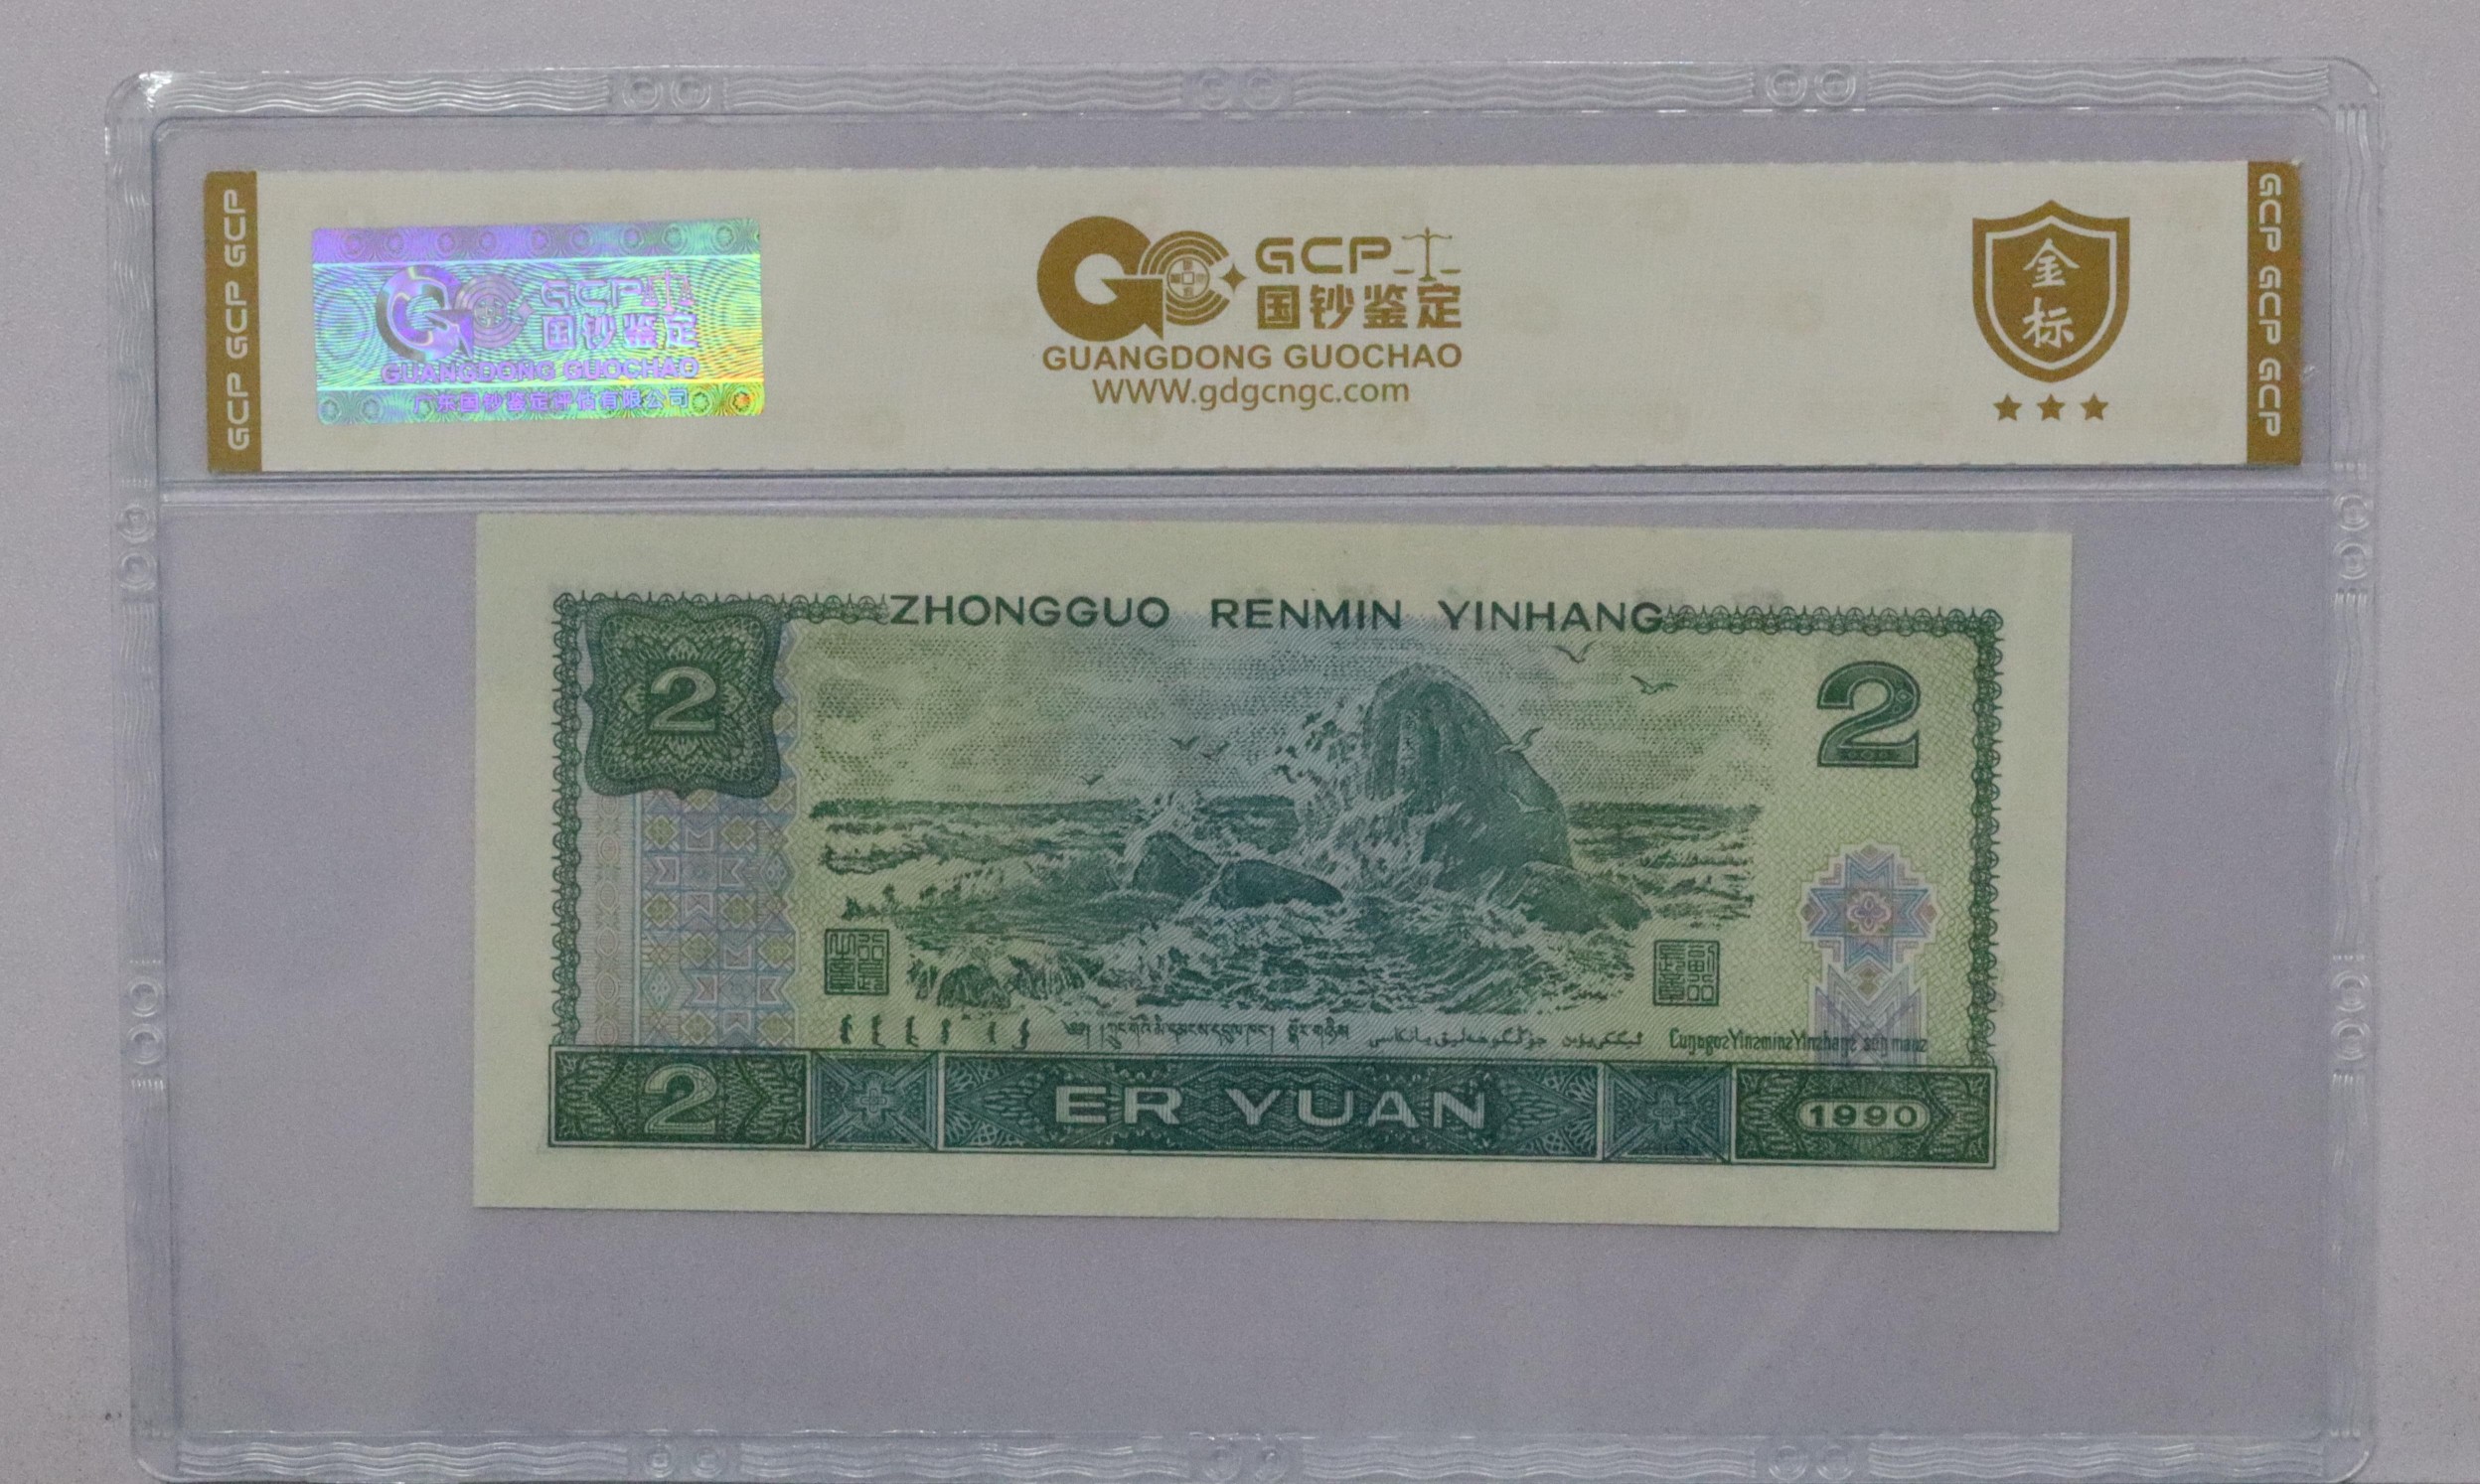 GCP GCP GCP
GCP
国钞鉴定
GUANGDONG GUOCHAO
广东国钞鉴定评估有限公司
GCP
国钞鉴定
GUANGDONG GUOCHAO
WWW.gdgcngc.com
金
标
GCP GCP GCP
ZHONGGUO RENMIN YINHANG
2
2
2
ER YUAN
1990